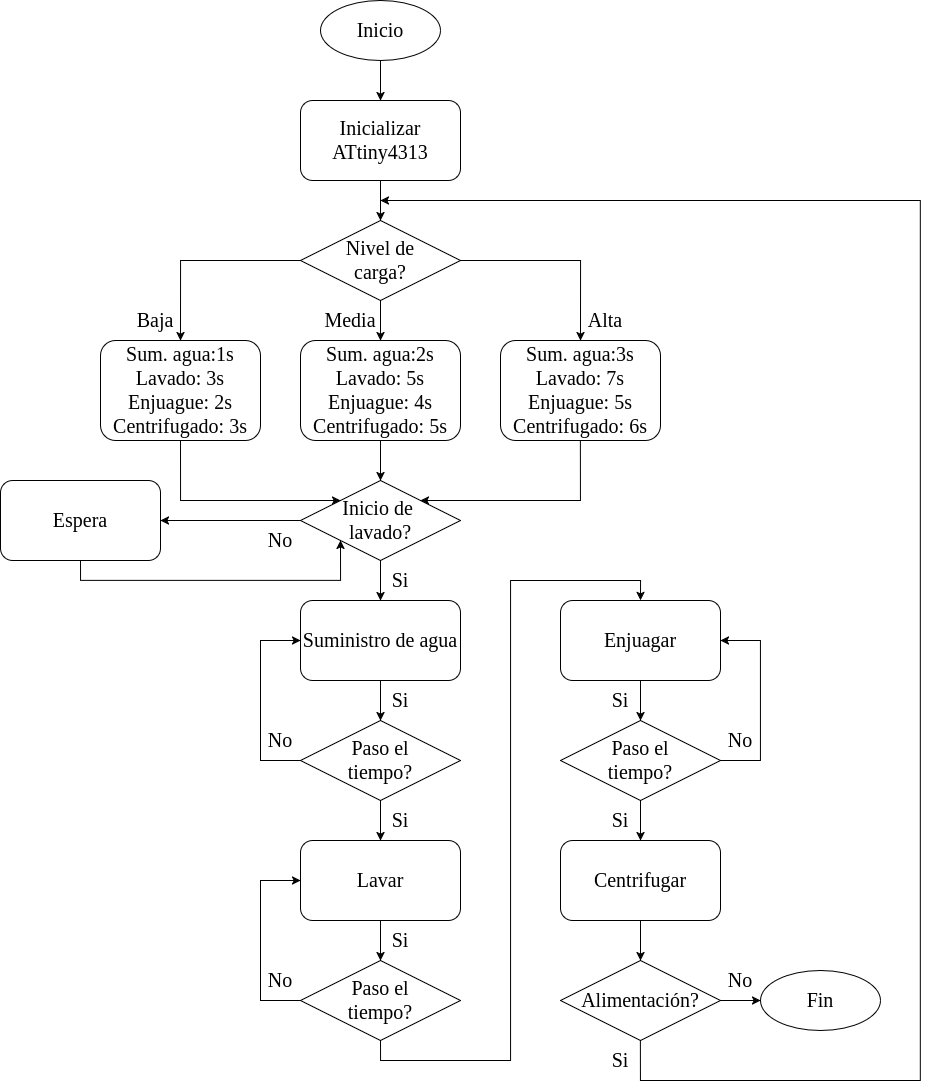 Inicio
Inicializar
ATtiny4313
Nivel de
carga?
Baja
Media
Alta
Sum. agua:1s
Lavado: 3s
Enjuague: 2s
Centrifugado: 3s
Sum. agua:2s
Lavado: 5s
Enjuague: 4s
Centrifugado: 5s
Sum. agua:3s
Lavado: 7s
Enjuague: 5s
Centrifugado: 6s
Inicio de
lavado?
No
Espera
Si
Suministro de agua
Si
Paso el
tiempo?
No
Si
Lavar
Si
Paso el
tiempo?
No
Enjuagar
Si
Paso el
tiempo?
No
Si
Centrifugar
Alimentación?
No
Fin
Si